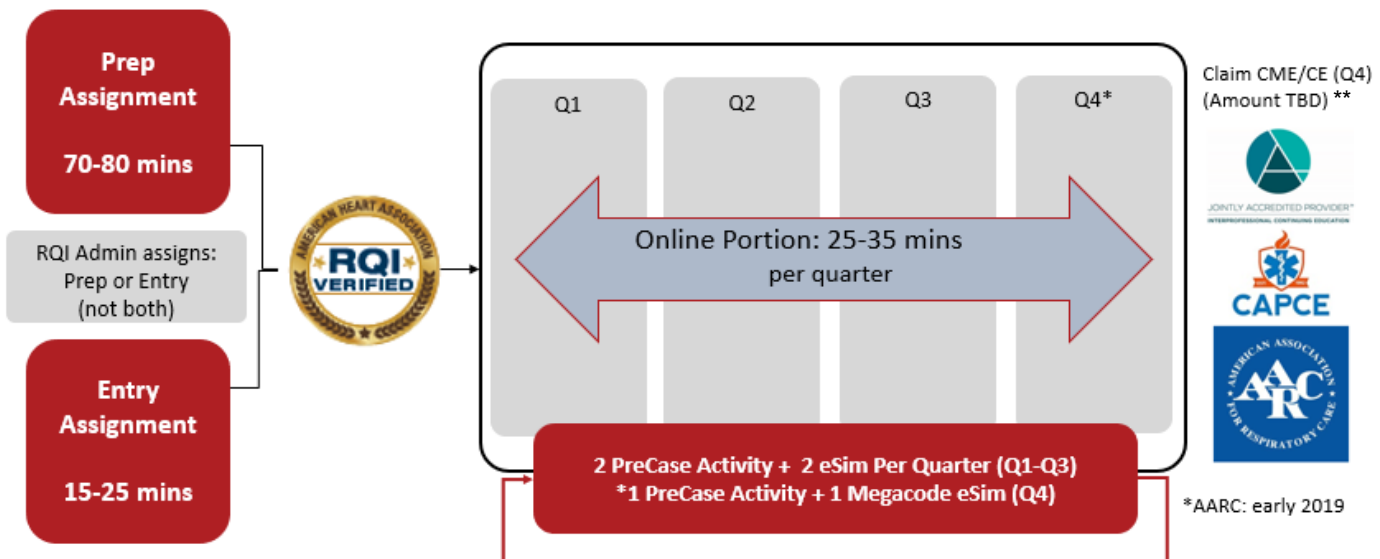 Prep
Assignment
70-80 mins
RQI Admin assigns:
Prep or Entry
(not both)
Entry
Assignment
15-25 mins
AMERICAN HEART ASSOCIATION
RQI
VERIFIED
Q1
Q2
Q3
Q4*
Online Portion: 25-35 mins
per quarter
2 PreCase Activity + 2 eSim Per Quarter (Q1-Q3)
*1 PreCase Activity + 1 Megacode eSim (Q4)
Claim CME/CE (Q4)
(Amount TBD) **
JOINTLY ACCREDITED PROVIDER™
INTERPROFESSIONAL CONTINUING EDUCATION
CAPCE
AMERICAN ASSOCIATION
AARC
FOR RESPIRATORY CARE
*AARC: early 2019